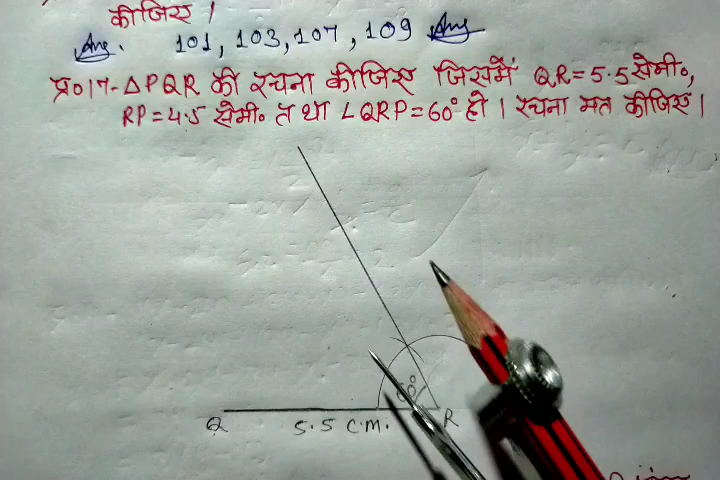 कीजिए।
Ans. 101, 103, 107, 109 Ans
प्र०17- ΔPQR की रचना कीजिए जिसमें QR=5.5 सेमी०,
RP=4.5 सेमी० तथा ∠QRP=60° हो। रचना मत कीजिए।
60°
Q 5.5 C.M. R